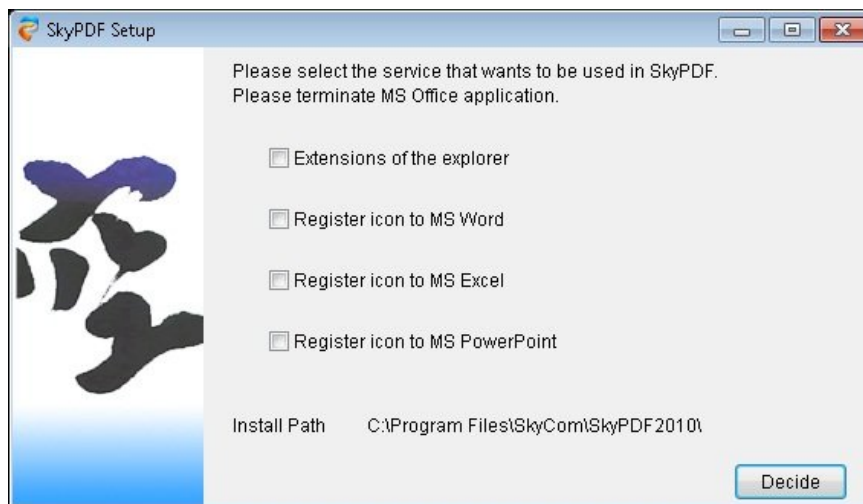 SkyPDF Setup
Please select the service that wants to be used in SkyPDF.
Please terminate MS Office application.
Extensions of the explorer
Register icon to MS Word
Register icon to MS Excel
Register icon to MS PowerPoint
Install Path C:\Program Files\SkyCom\SkyPDF2010\
Decide
空